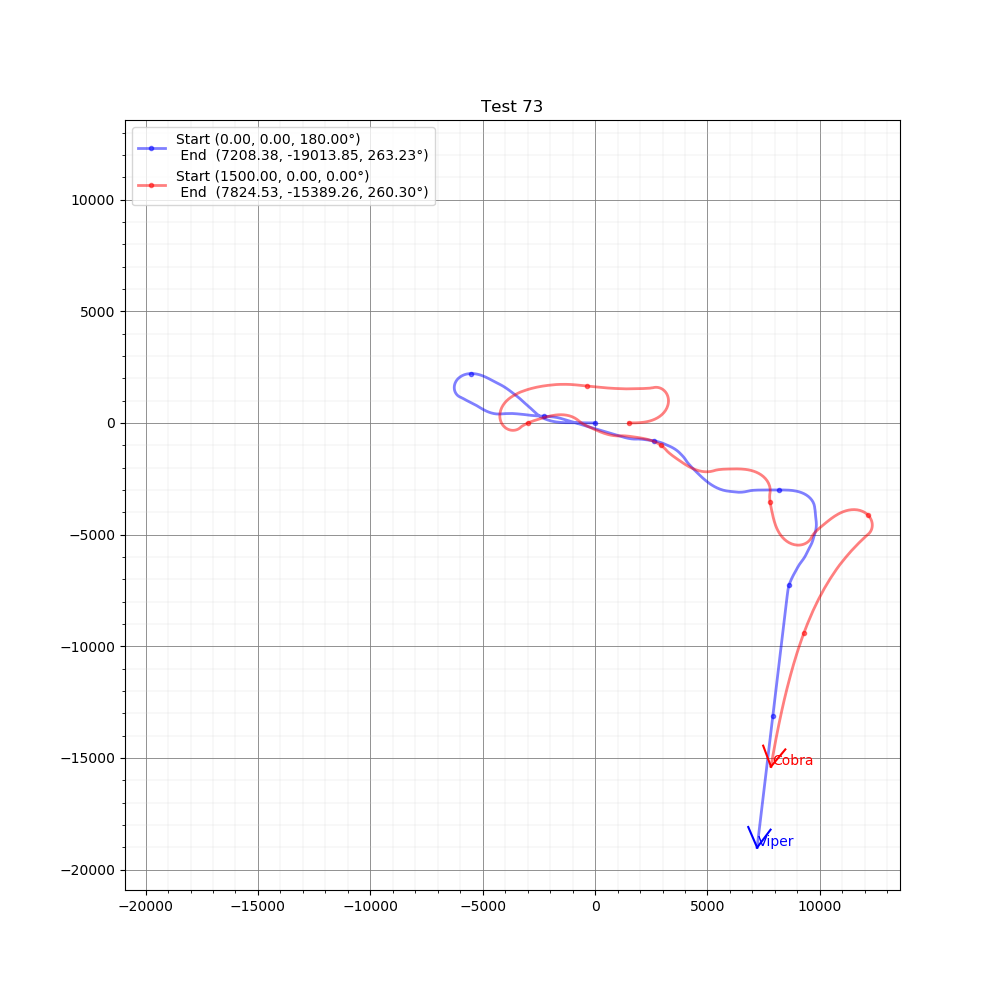 Test 73
Start (0.00, 0.00, 180.00°)
End (7208.38, -19013.85, 263.23°)
Start (1500.00, 0.00, 0.00°)
End (7824.53, -15389.26, 260.30°)
10000
5000
0
−5000
−10000
−15000
−20000
Cobra
Viper
−20000 −15000 −10000 −5000 0 5000 10000